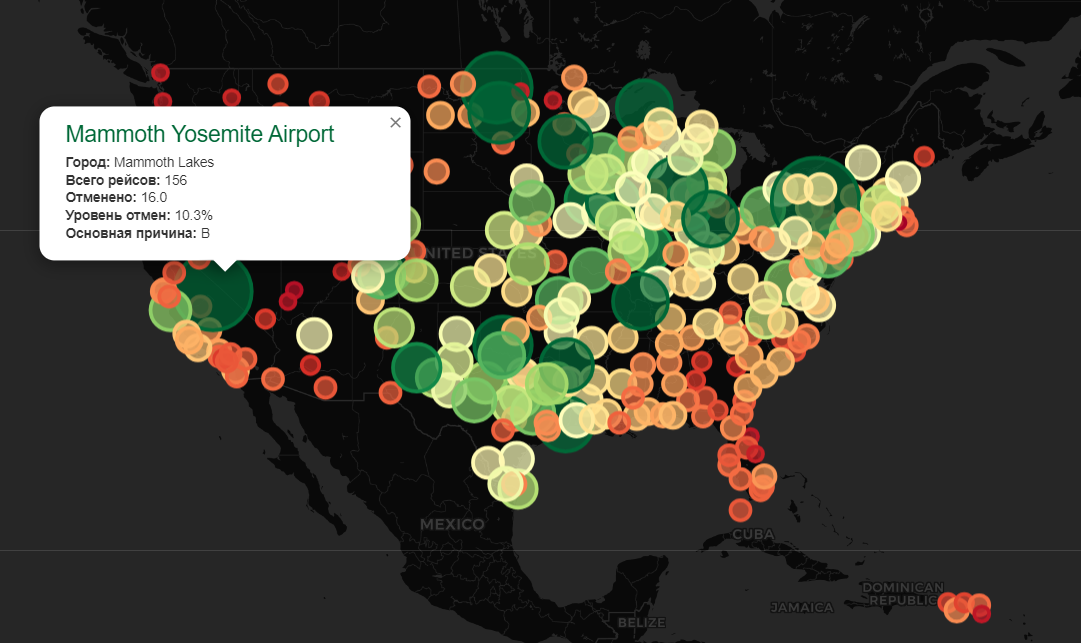 Mammoth Yosemite Airport
×
Город: Mammoth Lakes
Всего рейсов: 156
Отменено: 16.0
Уровень отмен: 10.3%
Основная причина: B
UNITED STATES
MEXICO
CUBA
DOMINICAN
REPUBLIC
JAMAICA
BELIZE